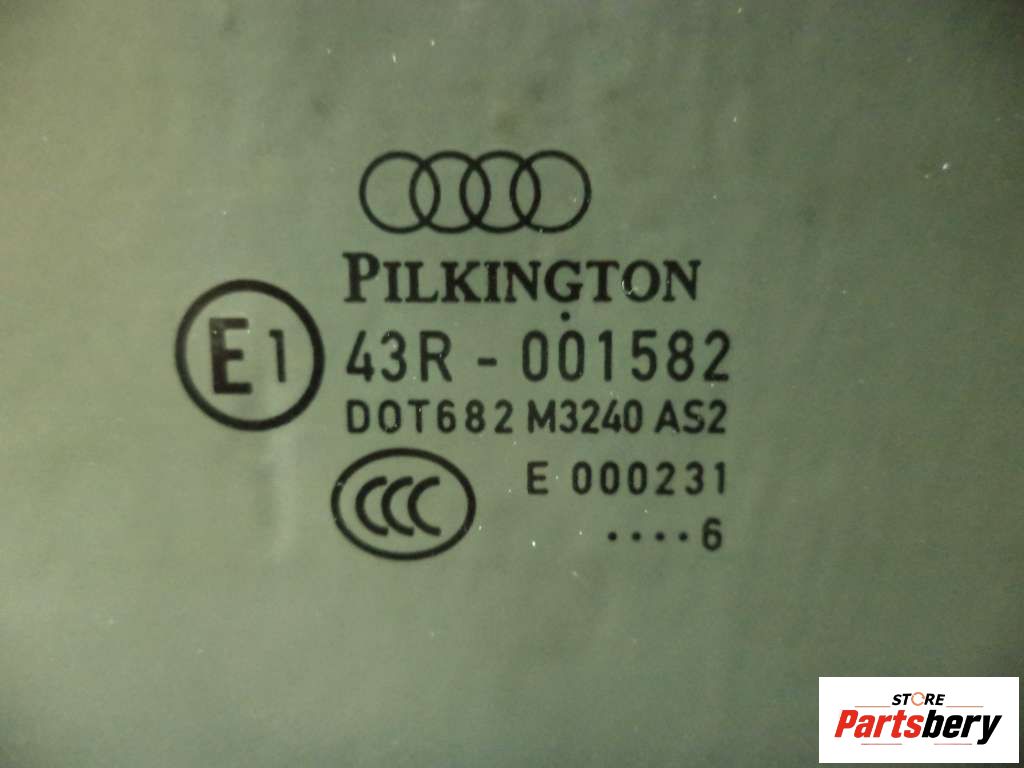 PILKINGTON
E1
43R - 001582
DOT682 M3240 AS2
CCC
E 000231
····6
STORE
Partsbery